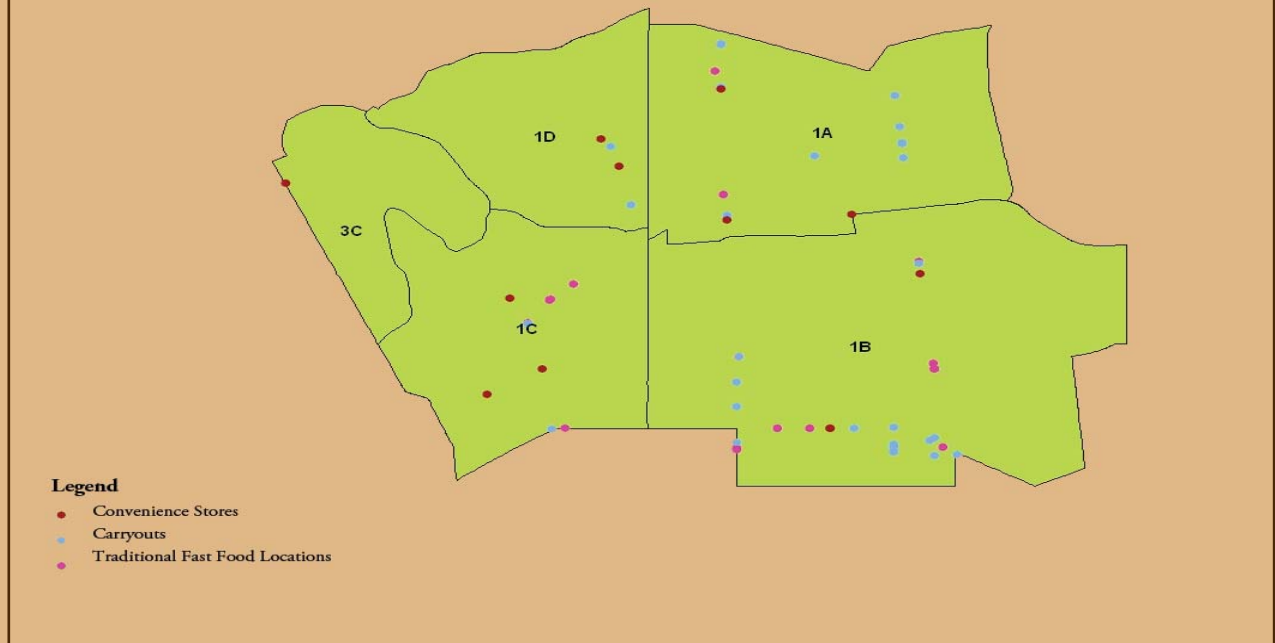 1D
1A
3C
1C
1B
Legend
Convenience Stores
Carryouts
Traditional Fast Food Locations